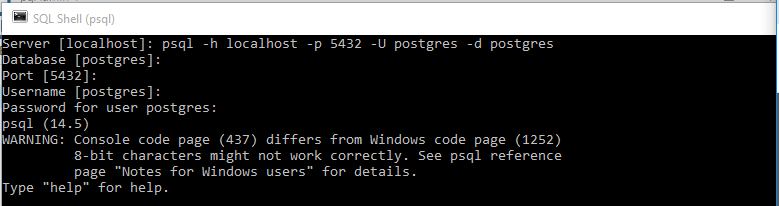 SQL Shell (psql)
Server [localhost]: psql -h localhost -p 5432 -U postgres -d postgres
Database [postgres]:
Port [5432]:
Username [postgres]:
Password for user postgres:
psql (14.5)
WARNING: Console code page (437) differs from Windows code page (1252)
         8-bit characters might not work correctly. See psql reference
         page "Notes for Windows users" for details.
Type "help" for help.